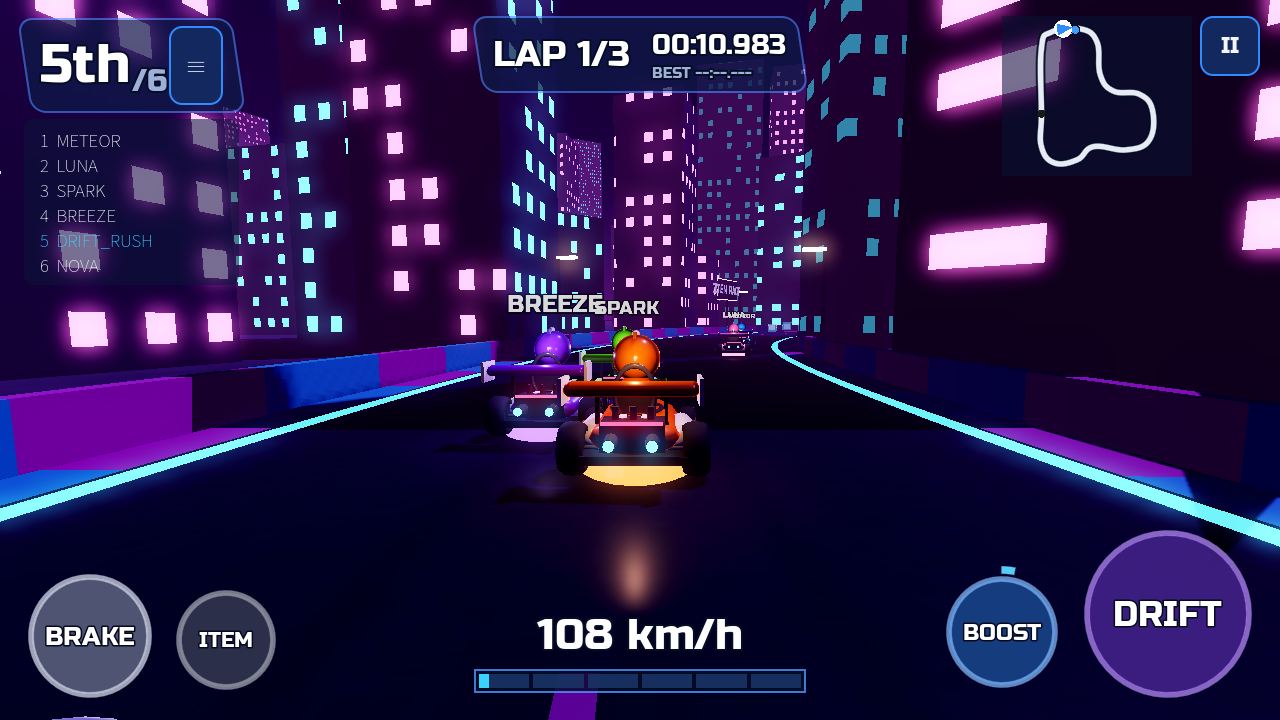 5th/6
LAP 1/3
00:10.983
BEST --:--.---
II
1 METEOR
2 LUNA
3 SPARK
4 BREEZE
5 DRIFT_RUSH
6 NOVA
BREEZE
SPARK
BRAKE
ITEM
108 km/h
BOOST
DRIFT